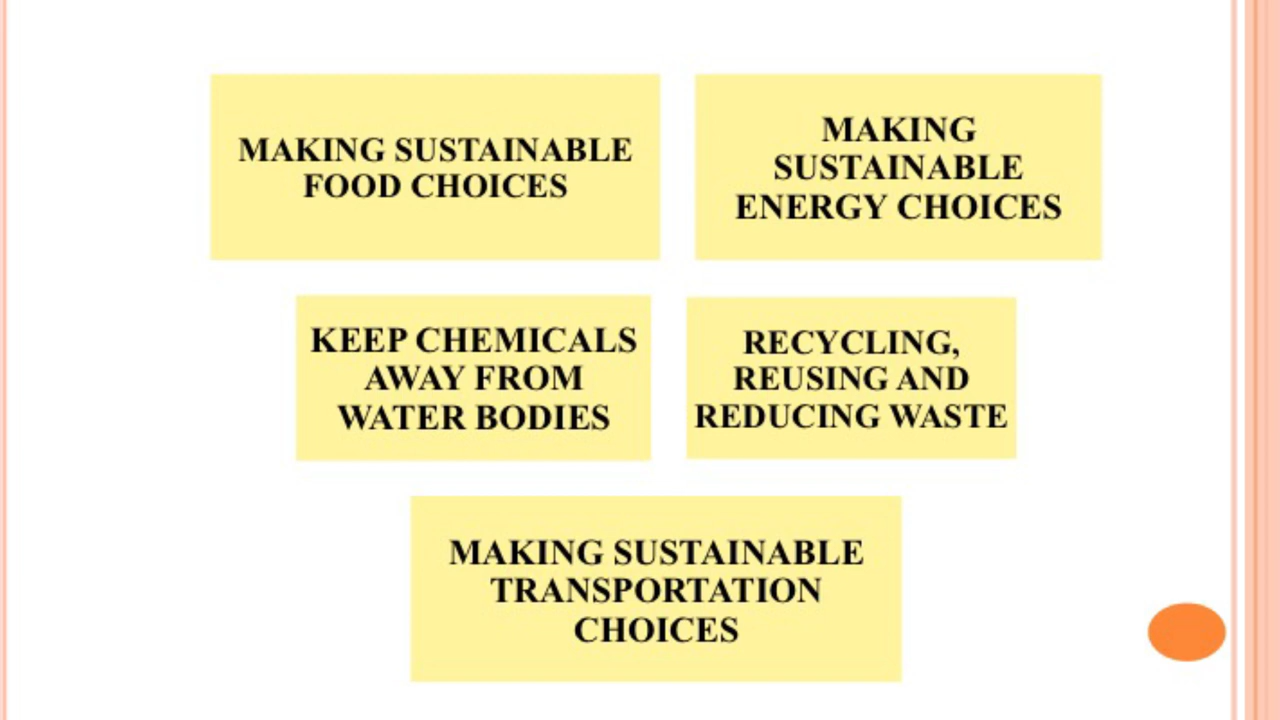 MAKING SUSTAINABLE
FOOD CHOICES
MAKING
SUSTAINABLE
ENERGY CHOICES
KEEP CHEMICALS
AWAY FROM
WATER BODIES
RECYCLING,
REUSING AND
REDUCING WASTE
MAKING SUSTAINABLE
TRANSPORTATION
CHOICES